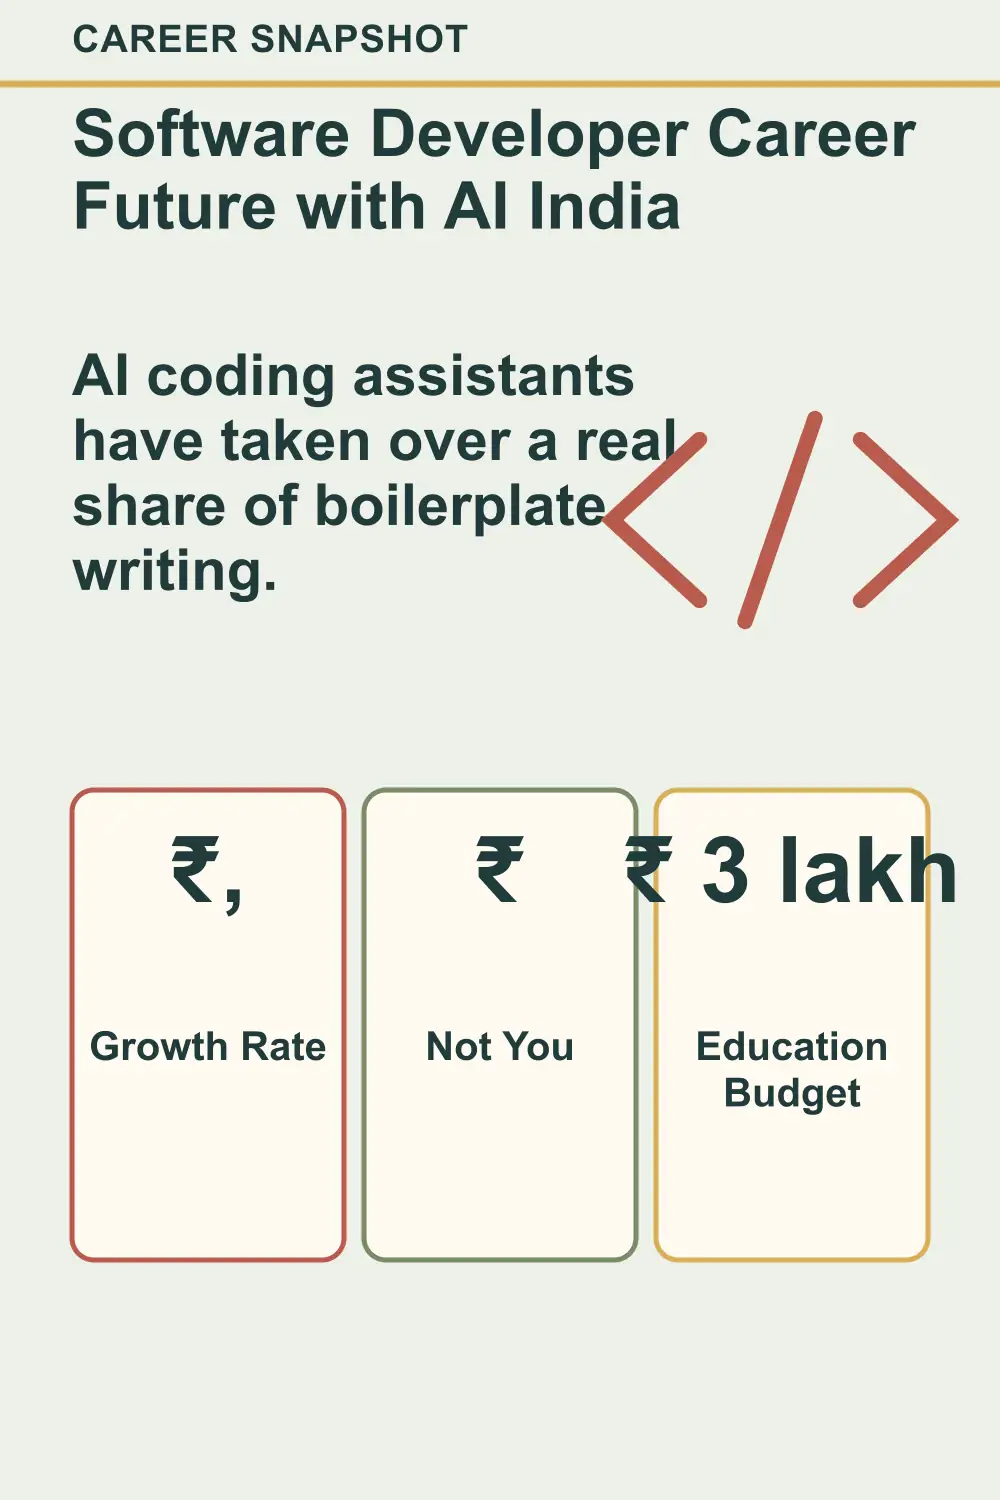 CAREER SNAPSHOT
Software Developer Career
Future with AI India
AI coding assistants
have taken over a real
share of boilerplate
writing.
₹,
₹
₹ 3 lakh
Growth Rate
Not You
Education
Budget